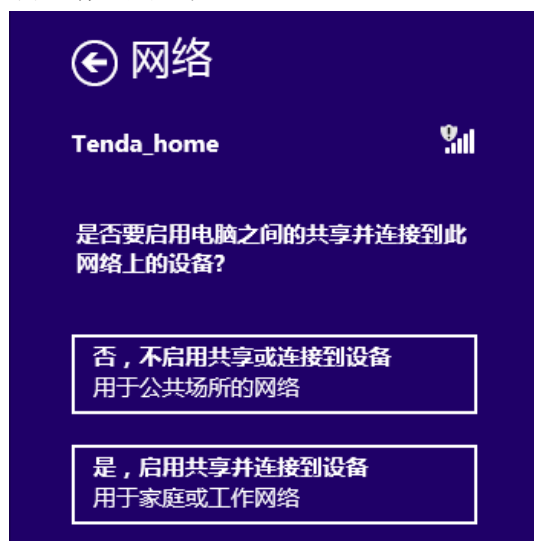 网络
Tenda_home
是否要启用电脑之间的共享并连接到此
网络上的设备?
否，不启用共享或连接到设备
用于公共场所的网络
是，启用共享并连接到设备
用于家庭或工作网络